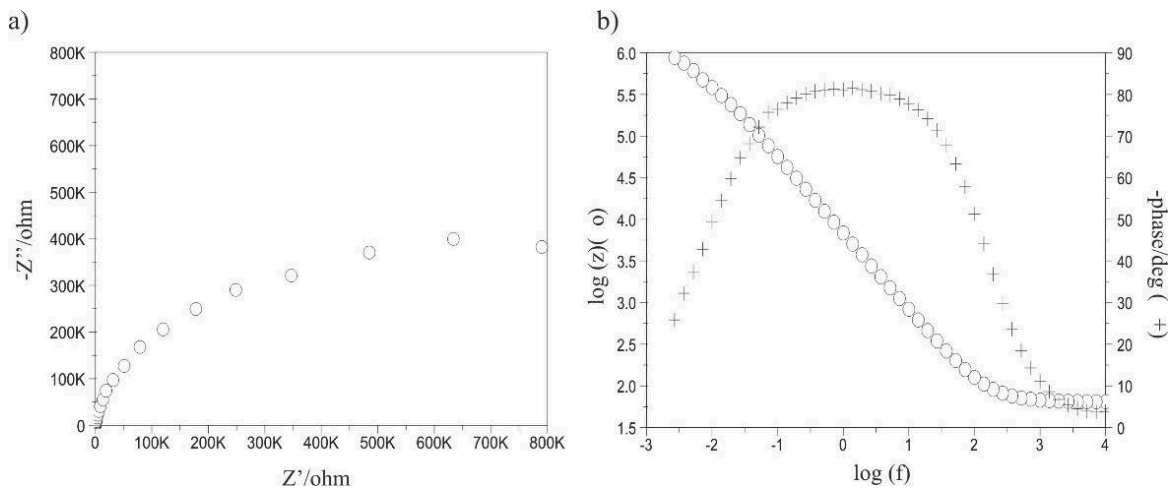 a)
800K
700K
600K
500K
400K
300K
200K
100K
0
-Z''/ohm
0 100K 200K 300K 400K 500K 600K 700K 800K
Z'/ohm
b)
6.0
5.5
5.0
4.5
4.0
3.5
3.0
2.5
2.0
1.5
log (z)( o)
90
80
70
60
50
40
30
20
10
0
-phase/deg ( +)
-3 -2 -1 0 1 2 3 4
log (f)